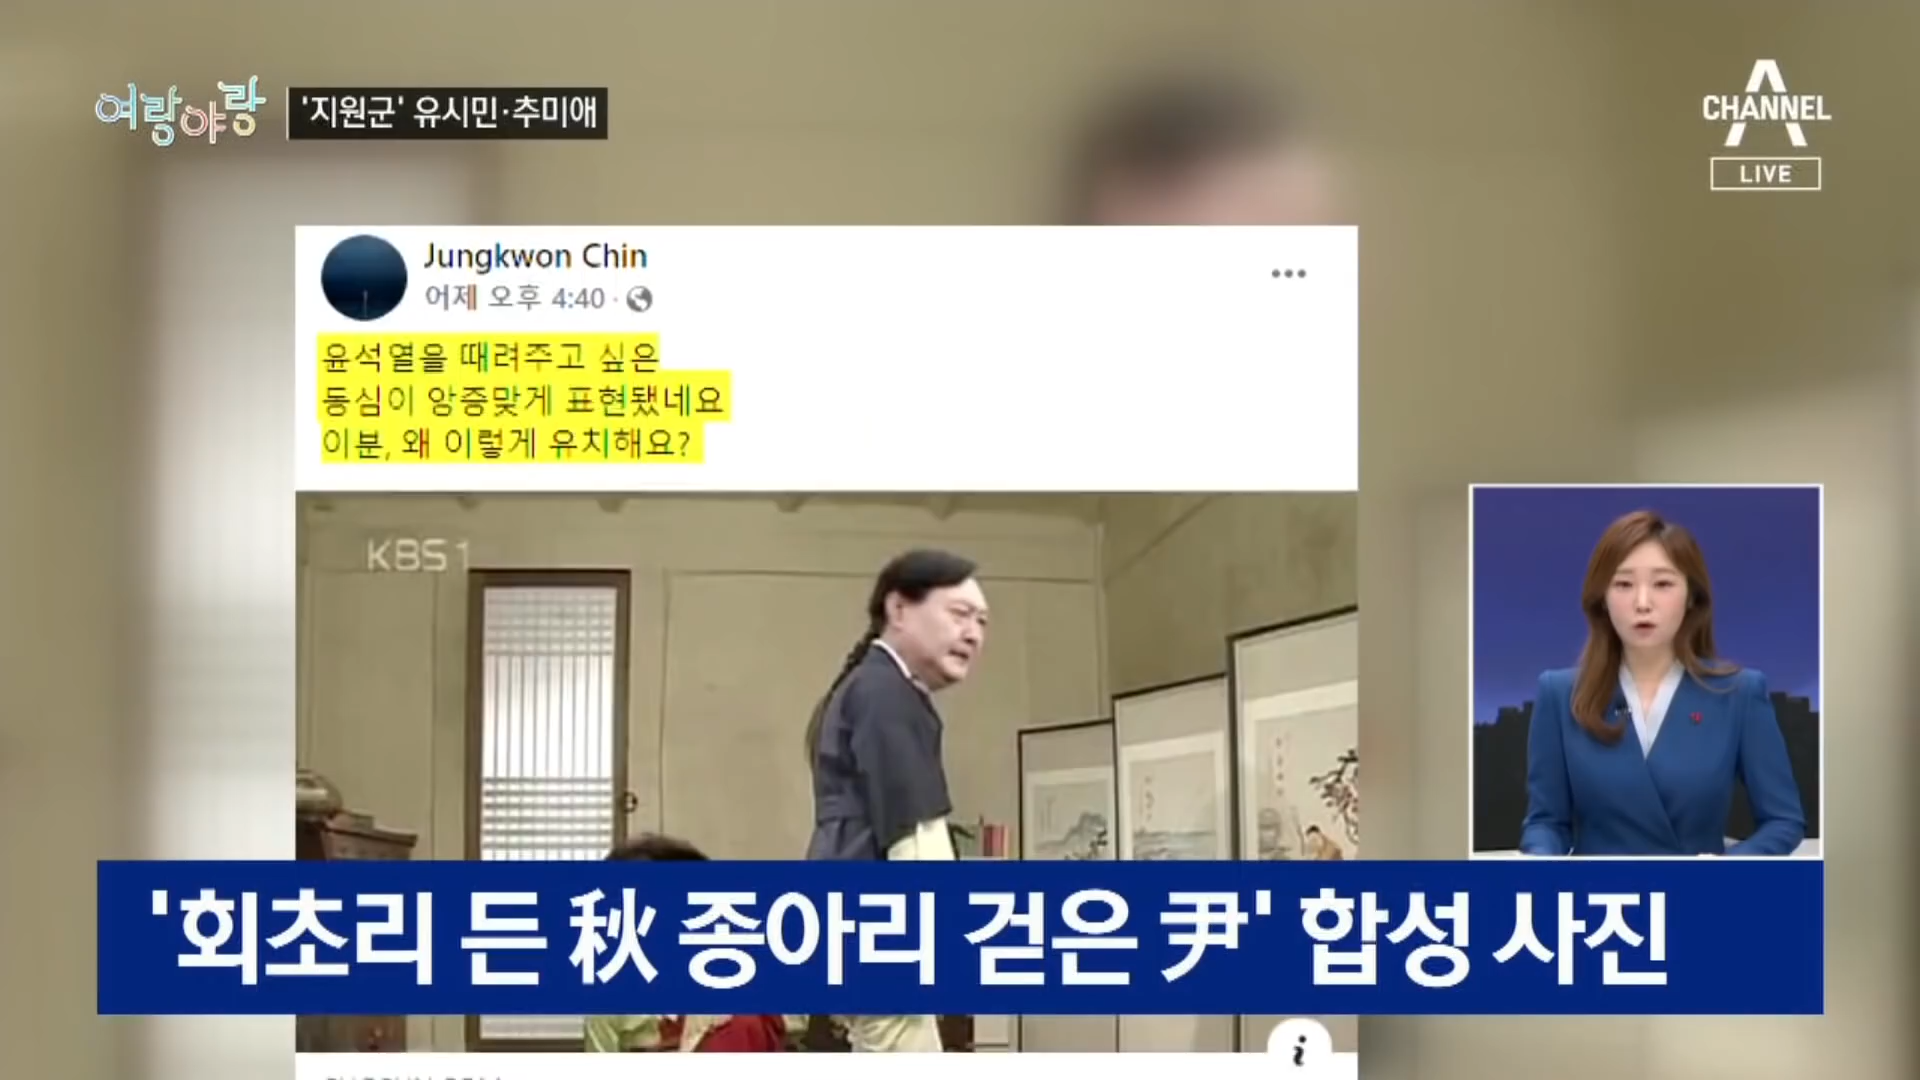 여랑야랑
'지원군' 유시민·추미애
CHANNEL A
LIVE
Jungkwon Chin
어제 오후 4:40 ·
윤석열을 때려주고 싶은
동심이 앙증맞게 표현됐네요
이분, 왜 이렇게 유치해요?
KBS 1
'회초리 든 秋 종아리 걷은 尹' 합성 사진
i